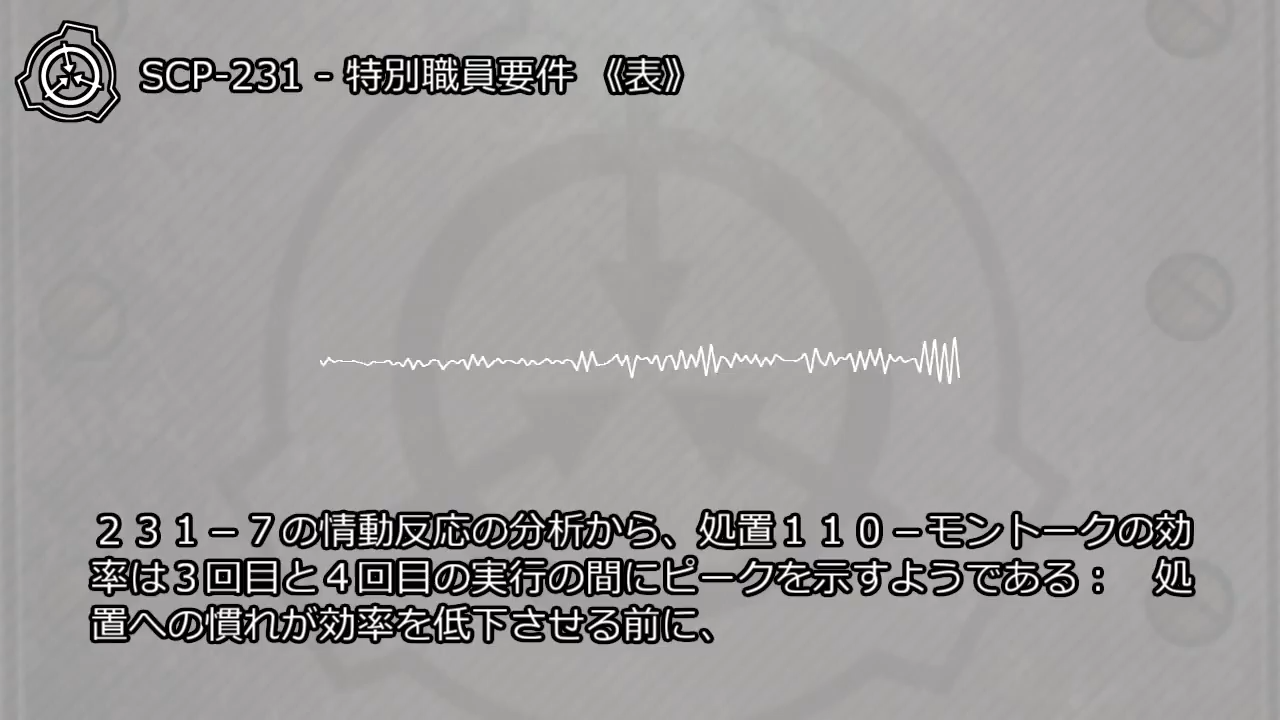 SCP-231 - 特別職員要件 《表》
２３１－７の情動反応の分析から、処置１１０－モントークの効
率は３回目と４回目の実行の間にピークを示すようである：　処
置への慣れが効率を低下させる前に、